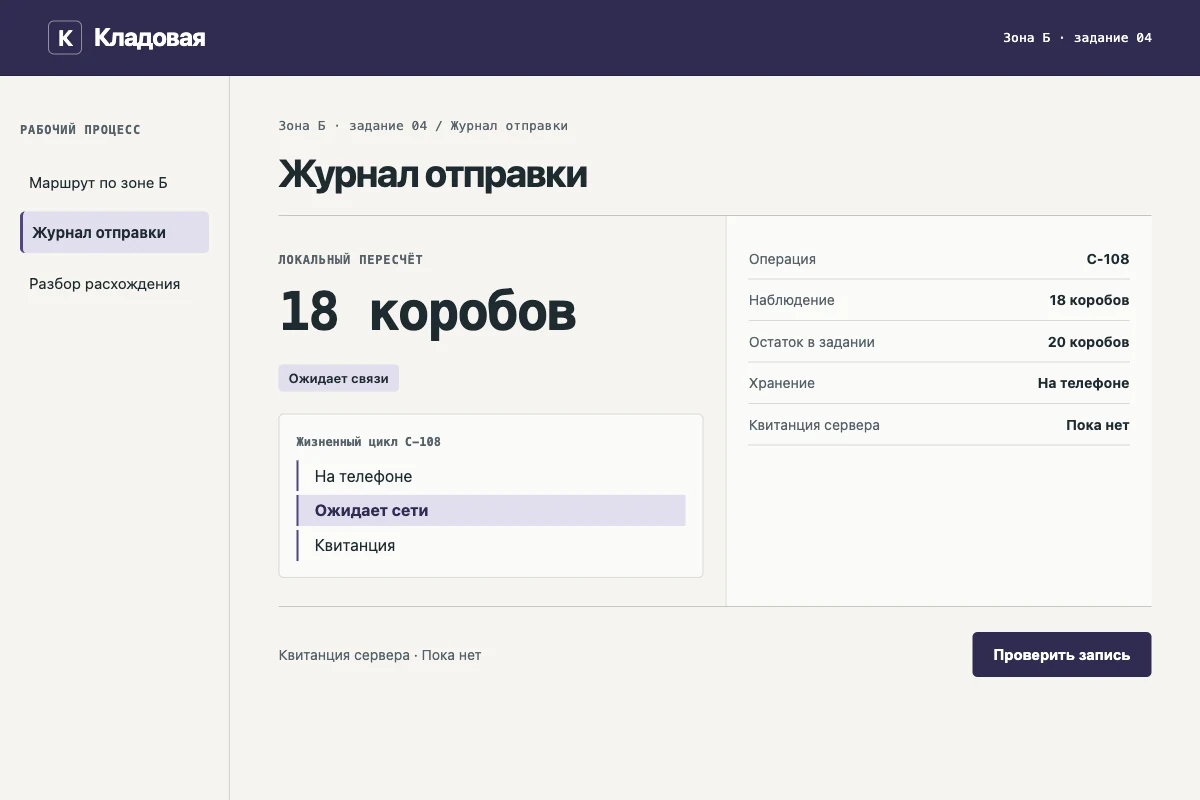 К Кладовая
Зона Б · задание 04
РАБОЧИЙ ПРОЦЕСС
Маршрут по зоне Б
Журнал отправки
Разбор расхождения
Зона Б · задание 04 / Журнал отправки
Журнал отправки
ЛОКАЛЬНЫЙ ПЕРЕСЧЁТ
18 коробов
Ожидает связи
Жизненный цикл С-108
На телефоне
Ожидает сети
Квитанция
Операция С-108
Наблюдение 18 коробов
Остаток в задании 20 коробов
Хранение На телефоне
Квитанция сервера Пока нет
Квитанция сервера · Пока нет
Проверить запись